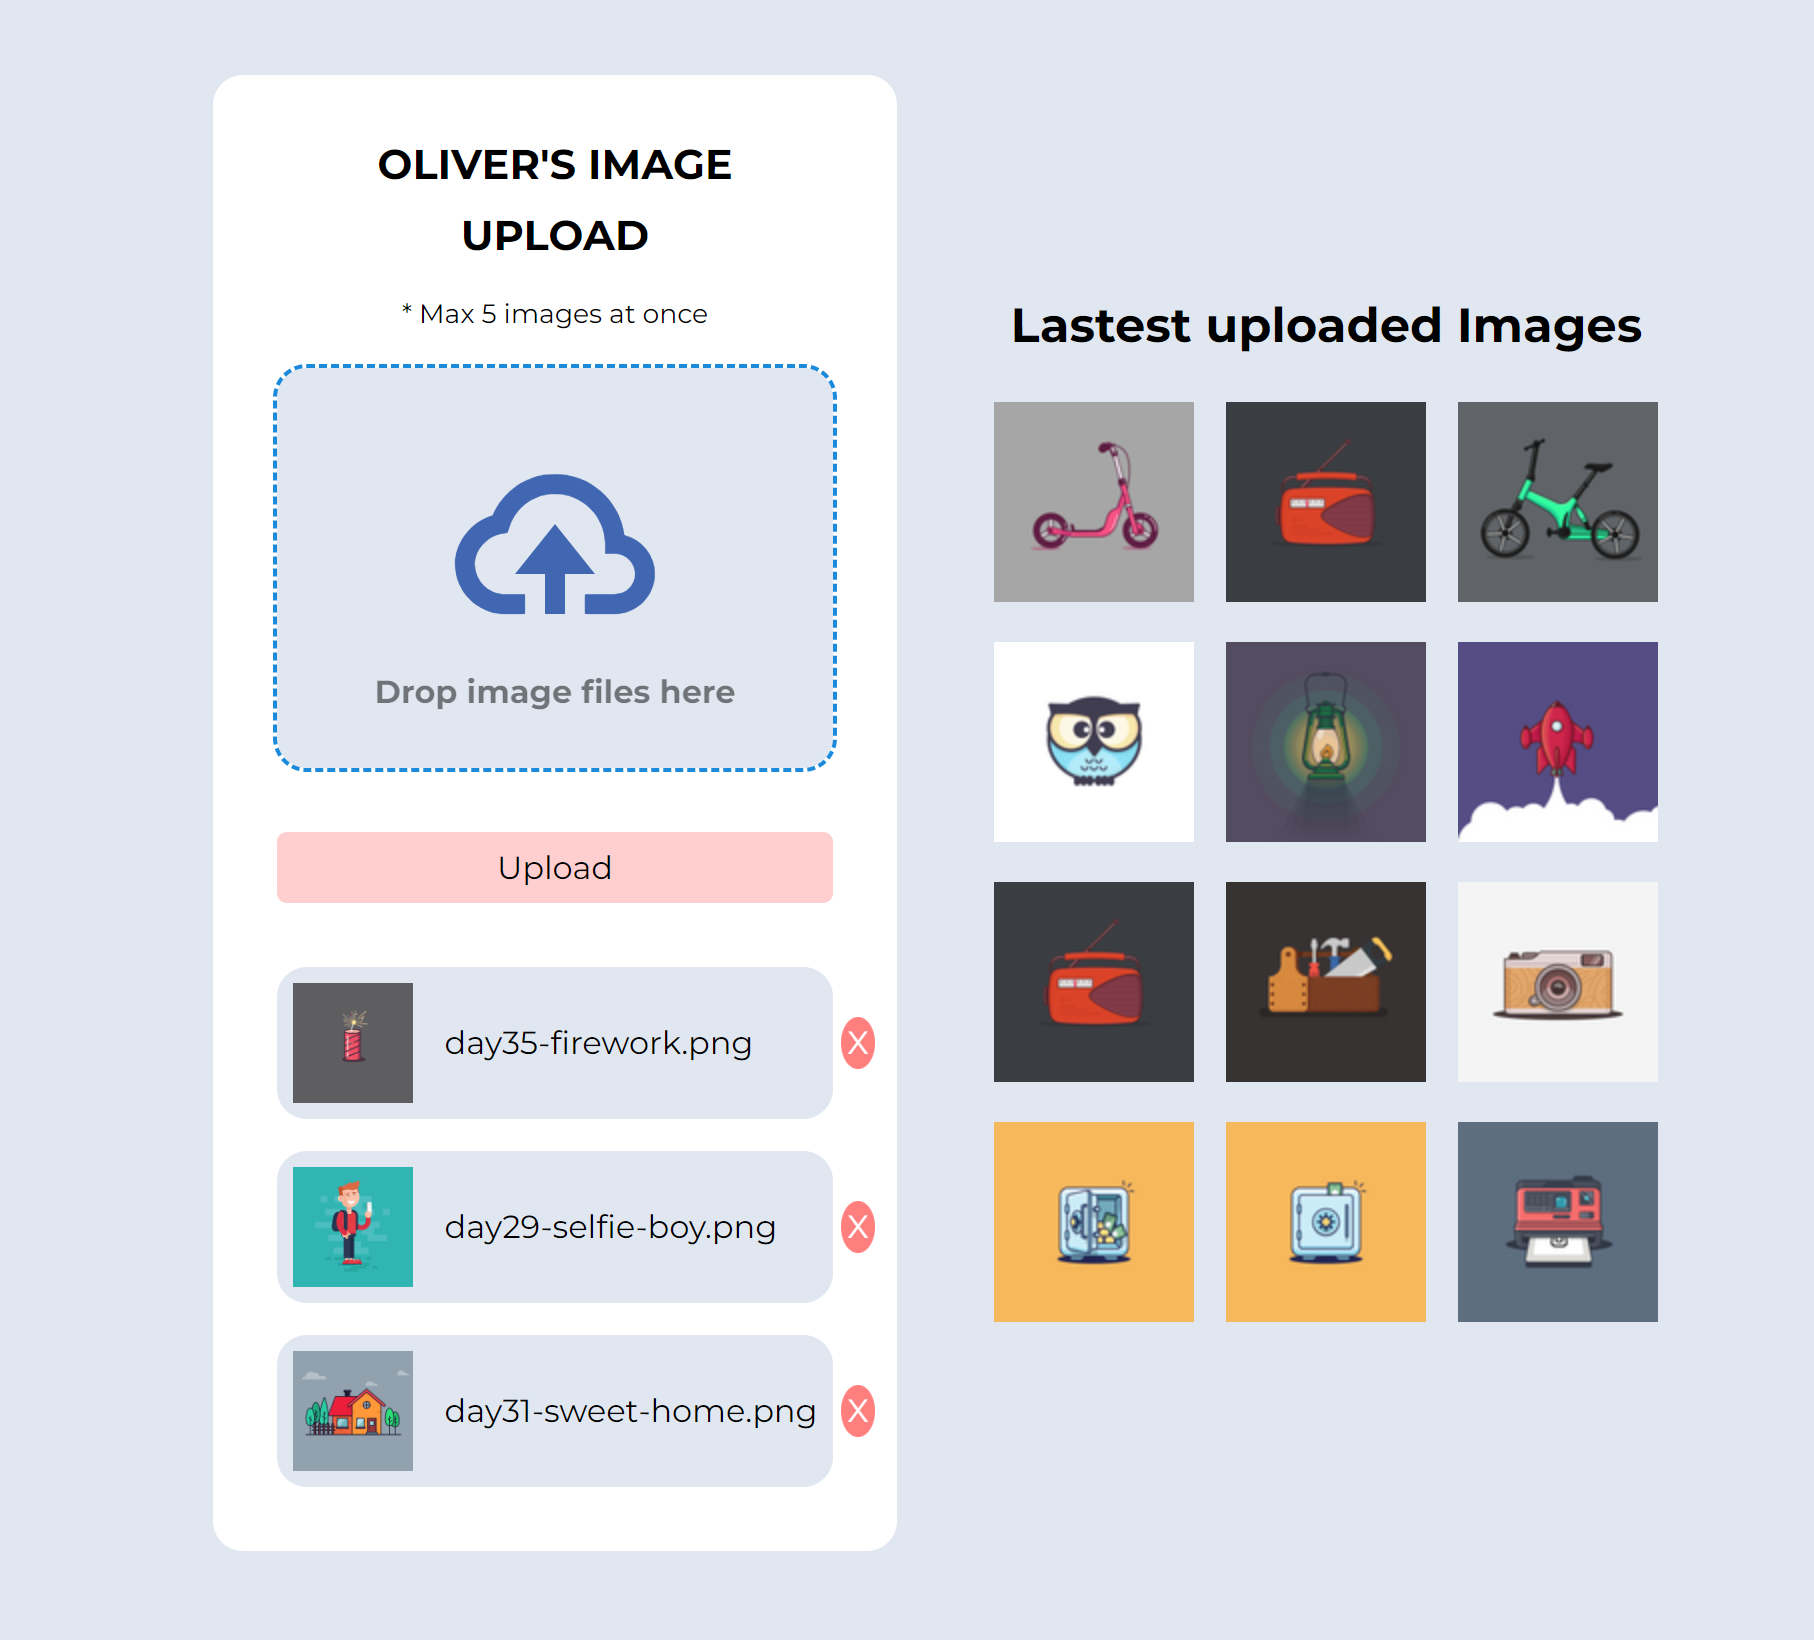 OLIVER'S IMAGE
UPLOAD
* Max 5 images at once
Drop image files here
Upload
day35-firework.png
X
day29-selfie-boy.png
X
day31-sweet-home.png
X
Lastest uploaded Images